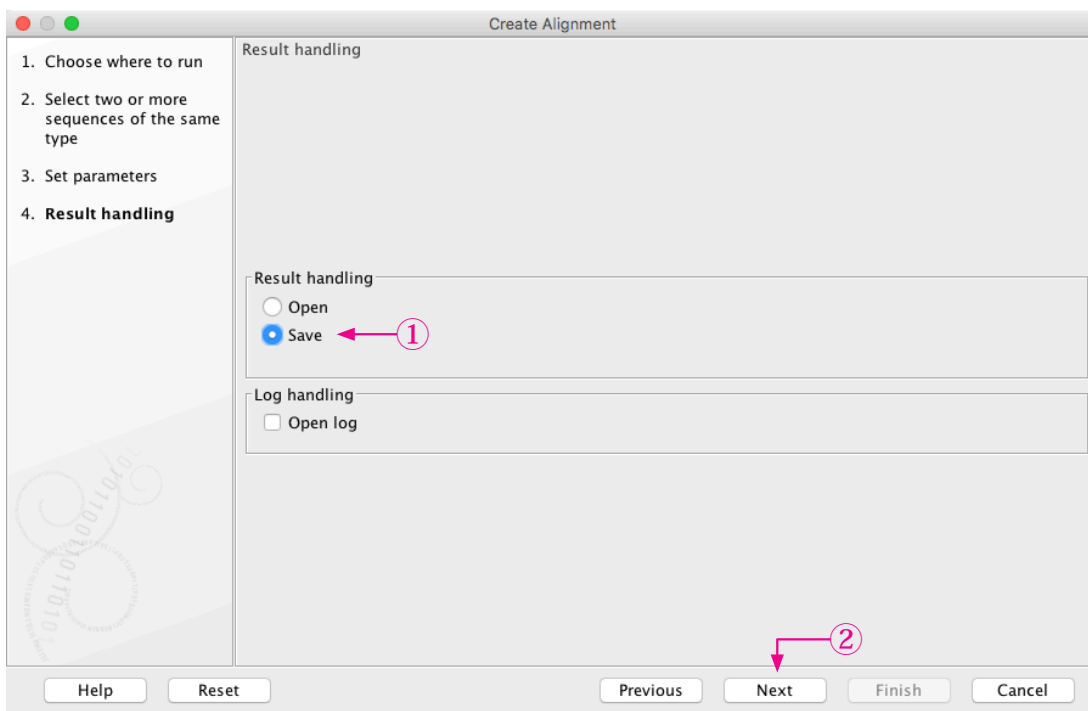 Create Alignment
1. Choose where to run
2. Select two or more
sequences of the same
type
3. Set parameters
4. Result handling
Result handling
Result handling
Open
Save
①
Log handling
Open log
②
Help
Reset
Previous
Next
Finish
Cancel